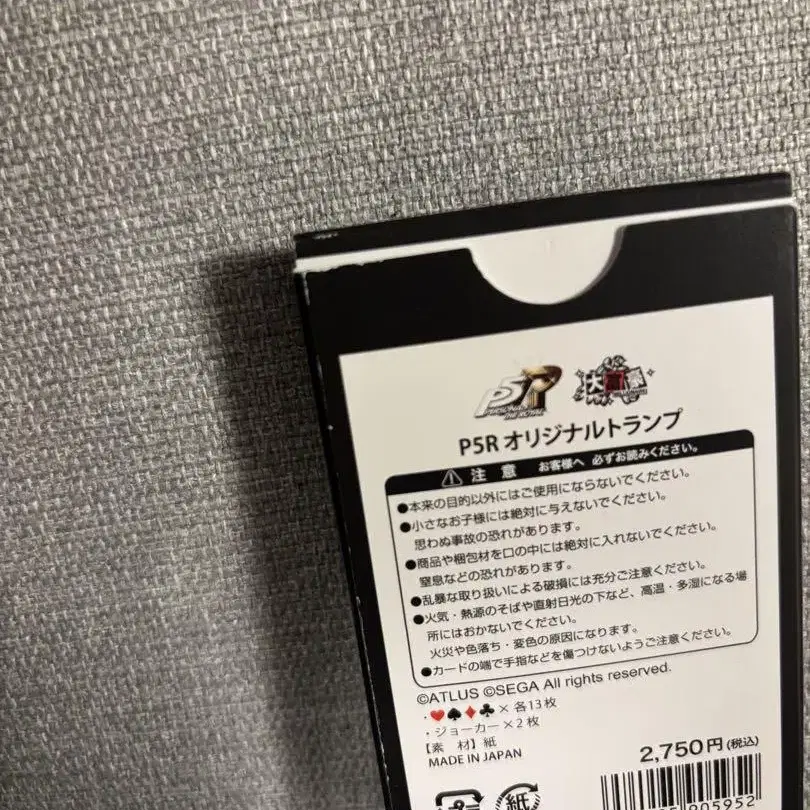 P5R
PERSONA5
THE ROYAL
大富豪
P5R オリジナルトランプ
注 意 お客様へ 必ずお読みください。
●本来の目的以外にはご使用にならないでください。
●小さなお子様には絶対に与えないでください。
思わぬ事故の恐れがあります。
●商品や梱包材を口の中には絶対に入れないでください。
窒息などの恐れがあります。
●乱暴な取り扱いによる破損には充分ご注意ください。
●火気・熱源のそばや直射日光の下など、高温・多湿になる場
所にはおかないでください。
火災や色落ち・変色の原因になります。
●カードの端で手指などを傷つけないようご注意ください。
©ATLUS ©SEGA All rights reserved.
・♥♠♦♣ × 各13枚
・ジョーカー×2枚
【素 材】紙
MADE IN JAPAN
2,750円(税込)
紙